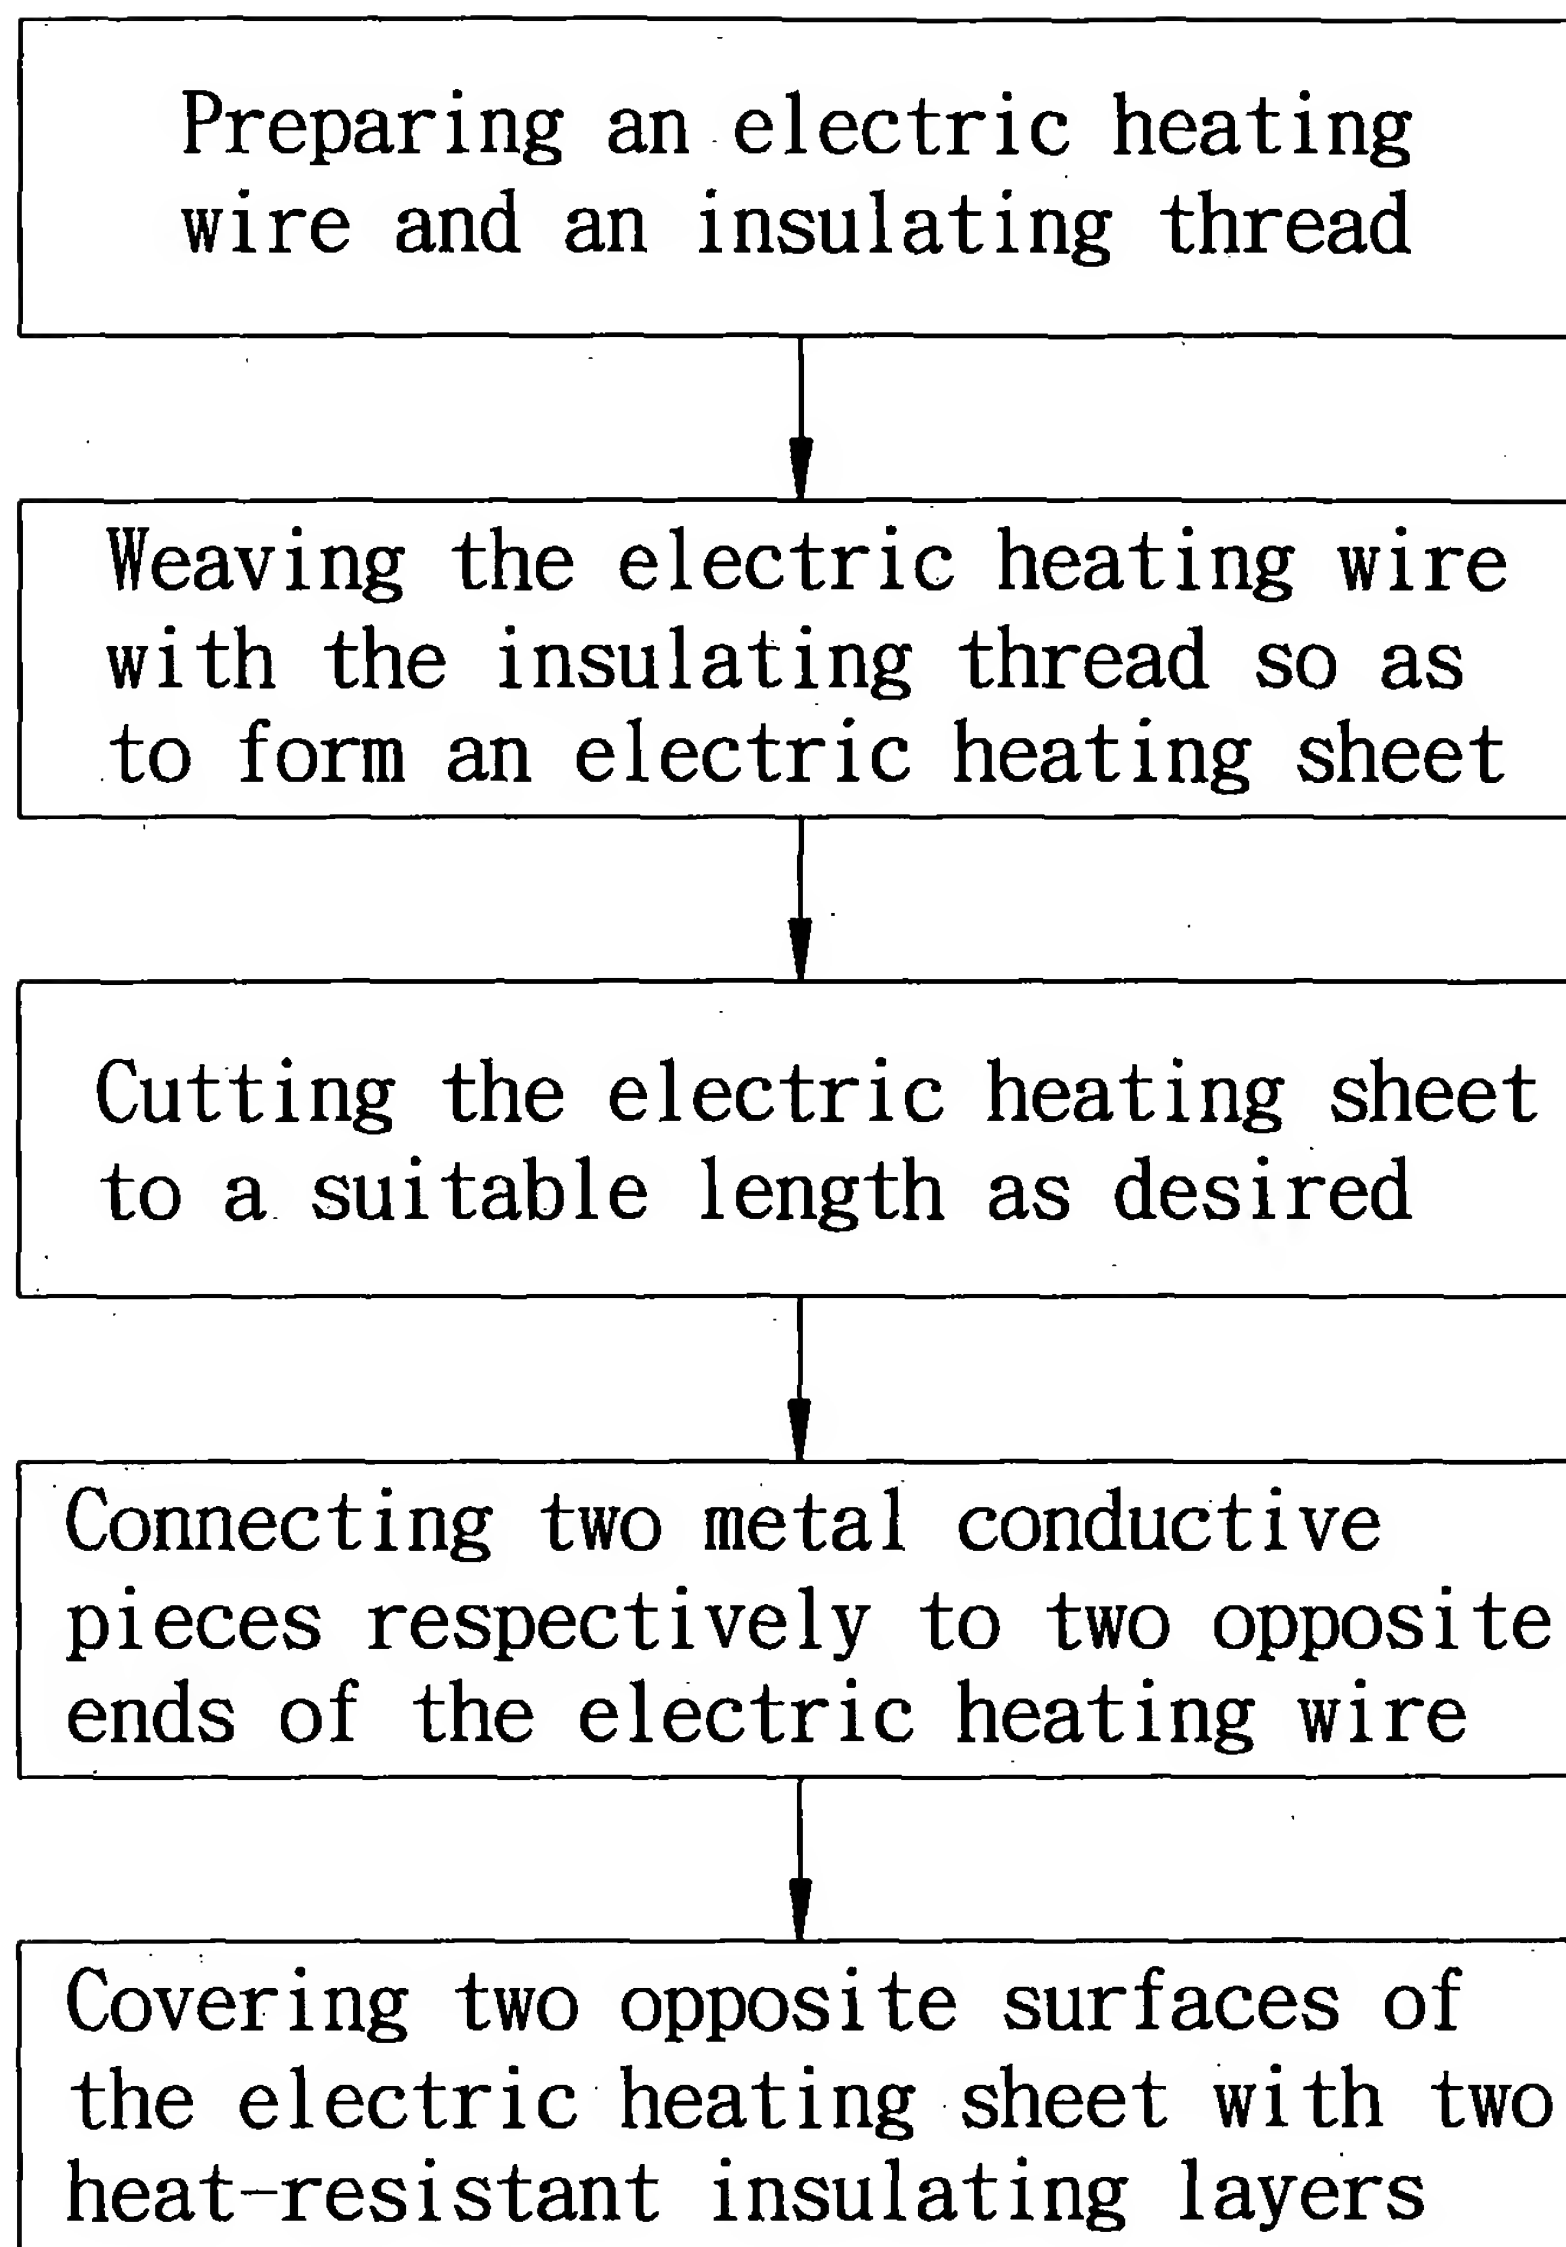 Preparing an electric heating
wire and an insulating thread
Weaving the electric heating wire
with the insulating thread so as
to form an electric heating sheet
Cutting the electric heating sheet
to a suitable length as desired
Connecting two metal conductive
pieces respectively to two opposite
ends of the electric heating wire
Covering two opposite surfaces of
the electric heating sheet with two
heat-resistant insulating layers